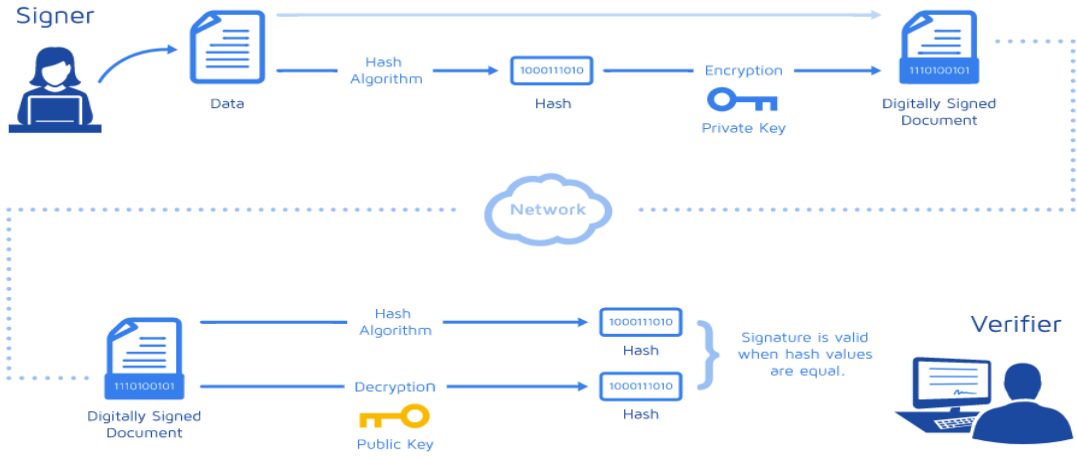 Signer
Data
Hash
Algorithm
1000111010
Hash
Encryption
Private Key
1110100101
Digitally Signed
Document
Network
1110100101
Digitally Signed
Document
Hash
Algorithm
1000111010
Hash
Decryption
Public Key
1000111010
Hash
Signature is valid
when hash values
are equal.
Verifier